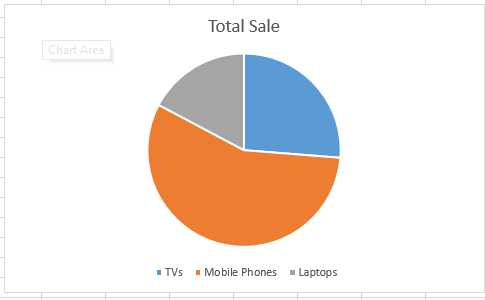 Total Sale
Chart Area
TVs Mobile Phones Laptops